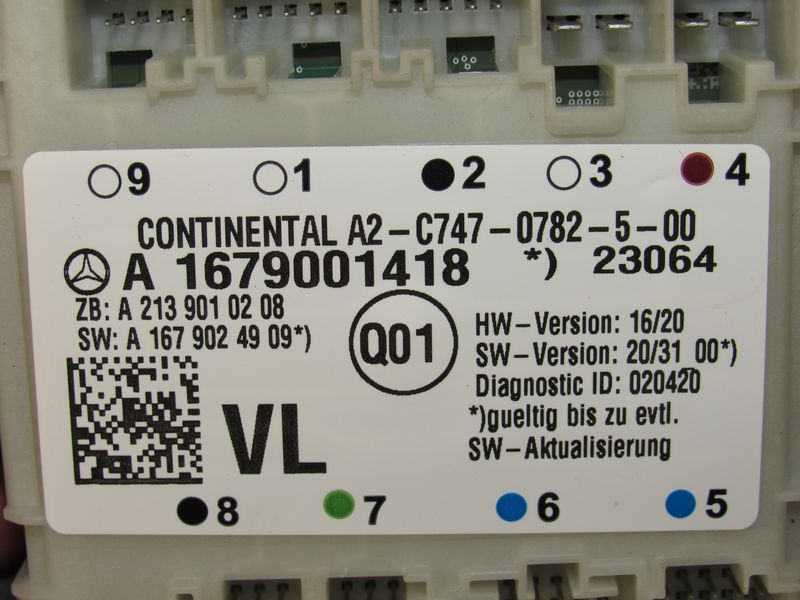 9 1 2 3 4
CONTINENTAL A2-C747-0782-5-00
A 1679001418 *) 23064
ZB: A 213 901 02 08
SW: A 167 902 49 09*)
Q01
HW-Version: 16/20
SW-Version: 20/31_00*)
Diagnostic ID: 020420
*)gueltig bis zu evtl.
SW-Aktualisierung
VL
8 7 6 5